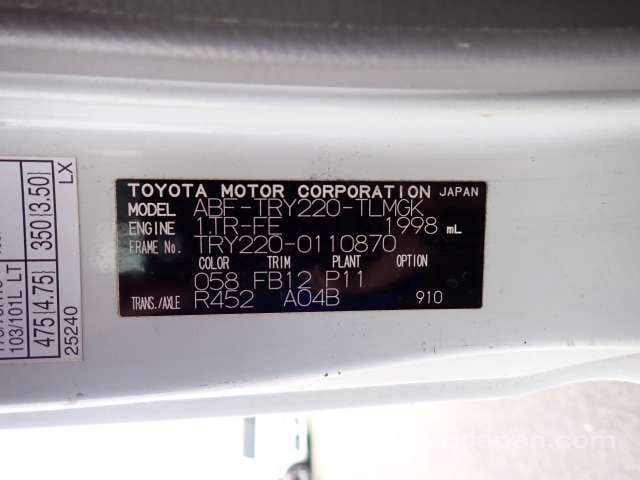 TOYOTA MOTOR CORPORATION JAPAN
MODEL ABF-TRY220-TLMGK
ENGINE 1TR-FE 1998 mL
FRAME No. TRY220-0110870
COLOR TRIM PLANT OPTION
058 FB12 P11
TRANS./AXLE R452 A04B 910
103/101L LT
475[4.75] 350[3.50]
25240 LX